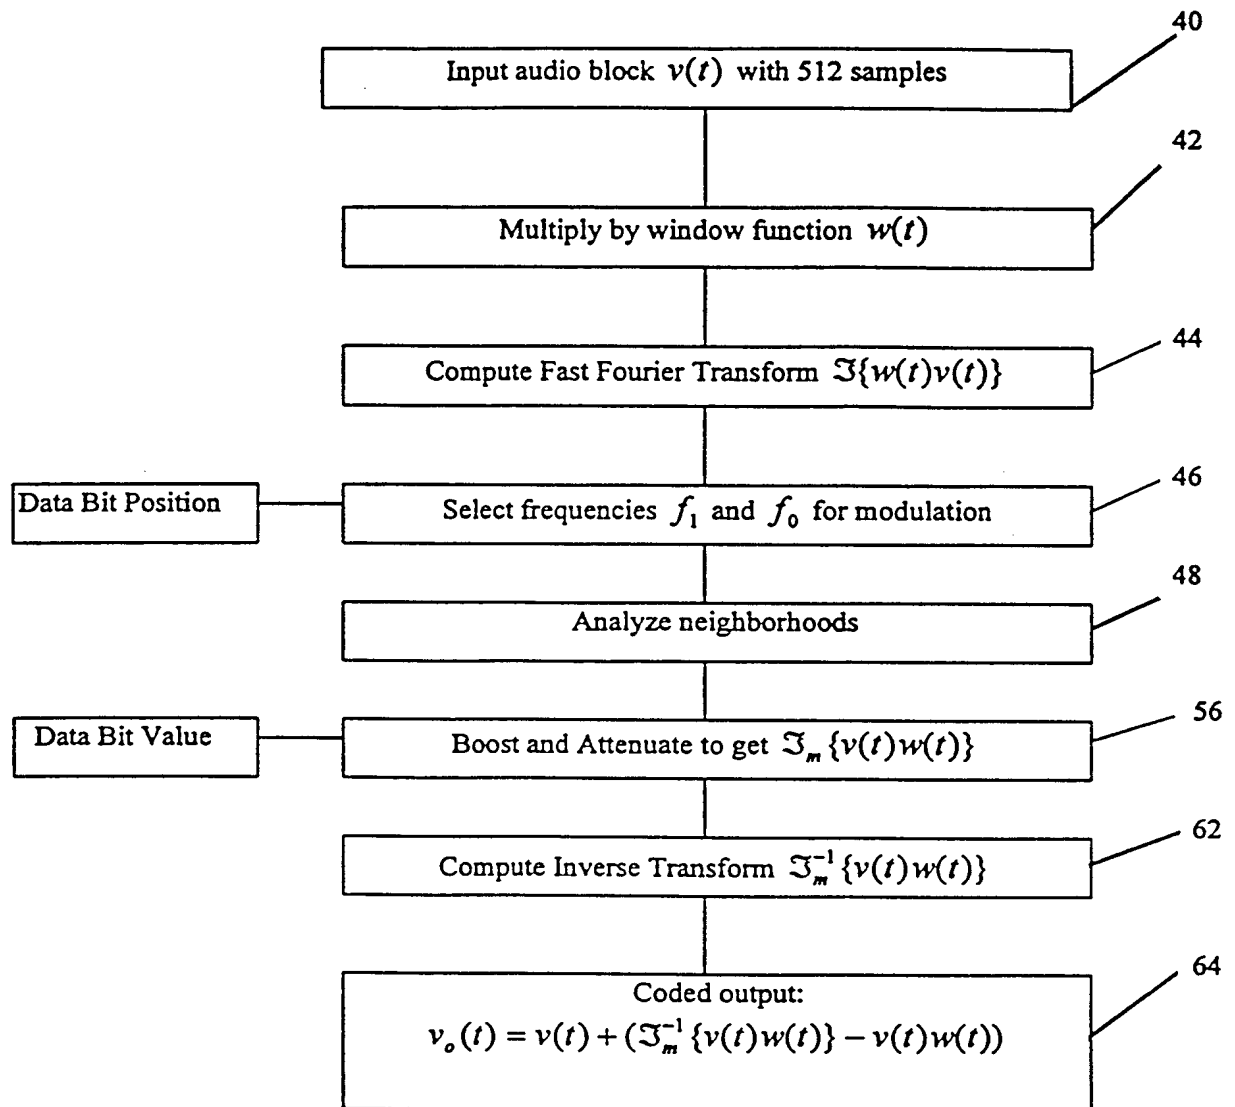 40
Input audio block v(t) with 512 samples
42
Multiply by window function w(t)
44
Compute Fast Fourier Transform ℑ{w(t)v(t)}
46
Data Bit Position
Select frequencies f₁ and f₀ for modulation
48
Analyze neighborhoods
56
Data Bit Value
Boost and Attenuate to get ℑₘ{v(t)w(t)}
62
Compute Inverse Transform ℑₘ⁻¹{v(t)w(t)}
64
Coded output:
vₒ(t) = v(t) + (ℑₘ⁻¹{v(t)w(t)} − v(t)w(t))